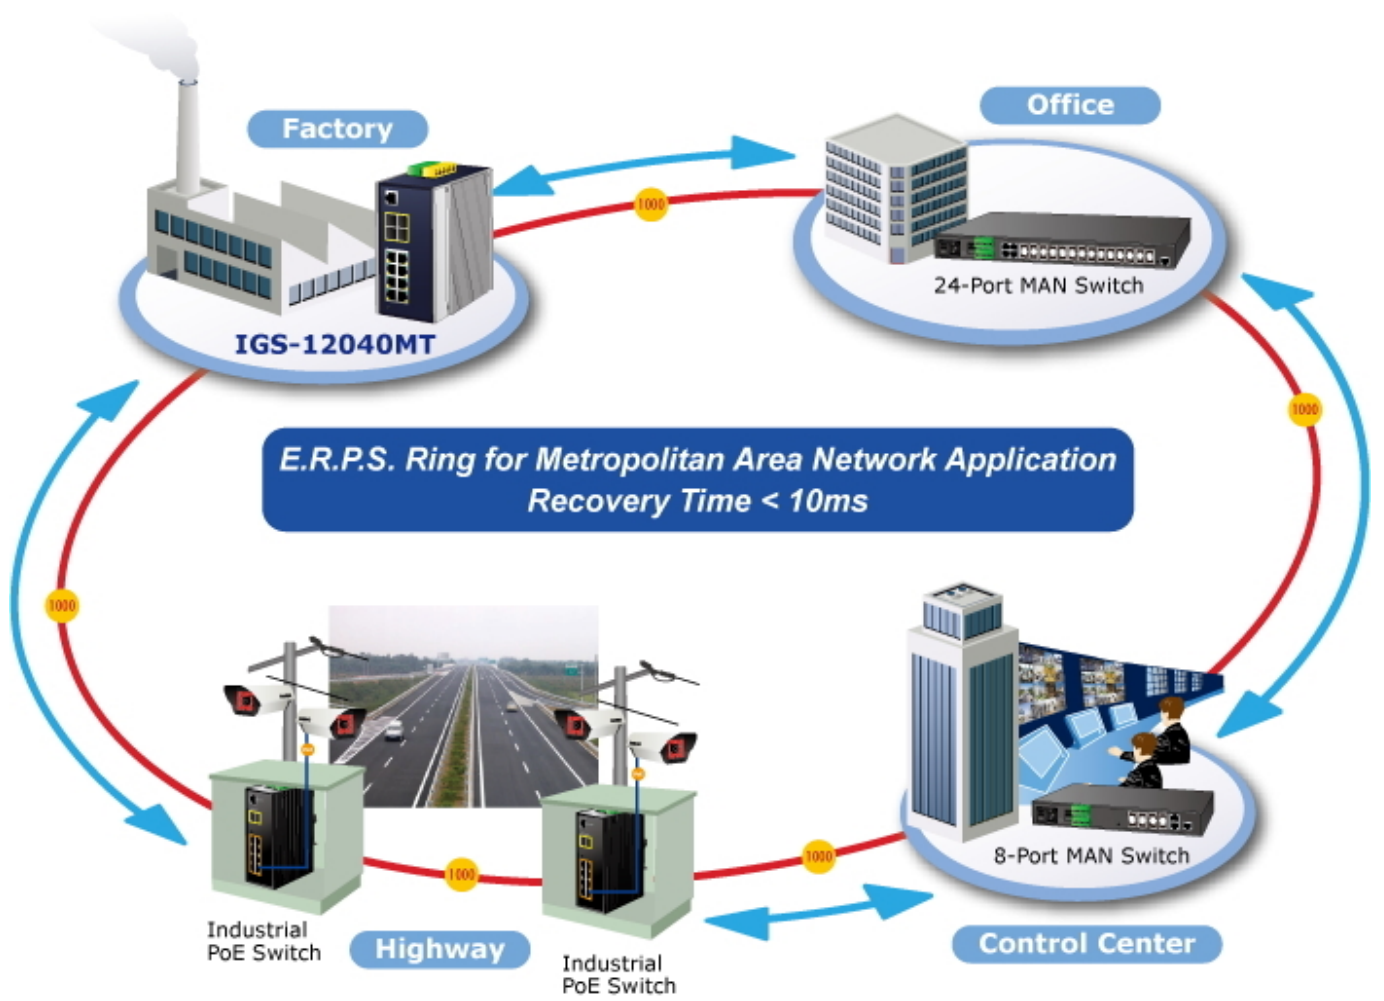 Factory
Office
1000
24-Port MAN Switch
IGS-12040MT
1000
E.R.P.S. Ring for Metropolitan Area Network Application
Recovery Time < 10ms
1000
1000
1000
8-Port MAN Switch
Industrial
PoE Switch
Highway
Control Center
Industrial
PoE Switch